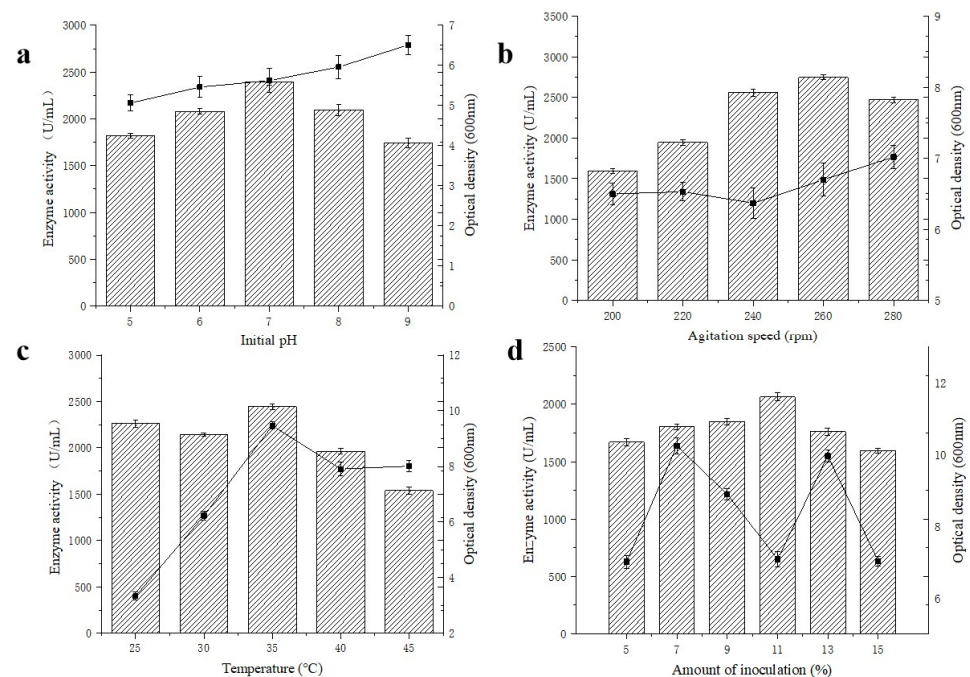 a
Enzyme activity（U/mL）
3000
2500
2000
1500
1000
500
0
7
6
5
4
3
2
1
0
Optical density (600nm)
5 6 7 8 9
Initial pH
b
Enzyme activity (U/mL)
3500
3000
2500
2000
1500
1000
500
0
9
8
7
6
5
Optical density (600nm)
200 220 240 260 280
Agitation speed (rpm)
c
Enzyme activity（U/mL）
3000
2500
2000
1500
1000
500
0
12
10
8
6
4
2
Optical density (600nm)
25 30 35 40 45
Temperature (℃)
d
En=yme activity (U/mL)
2500
2000
1500
1000
500
0
12
10
8
6
Optical density (600nm)
5 7 9 11 13 15
Amount of inoculation (%)